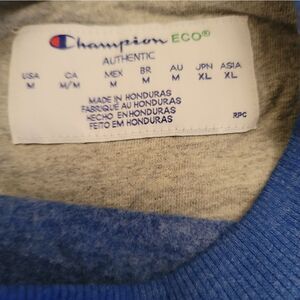 Champion ECO®
AUTHENTIC
USA CA MEX BR AU JPN ASIA
M M/M M M M XL XL
MADE IN HONDURAS
FABRIQUÉ AU HONDURAS
HECHO EN HONDURAS
FEITO EM HONDURAS
RPC